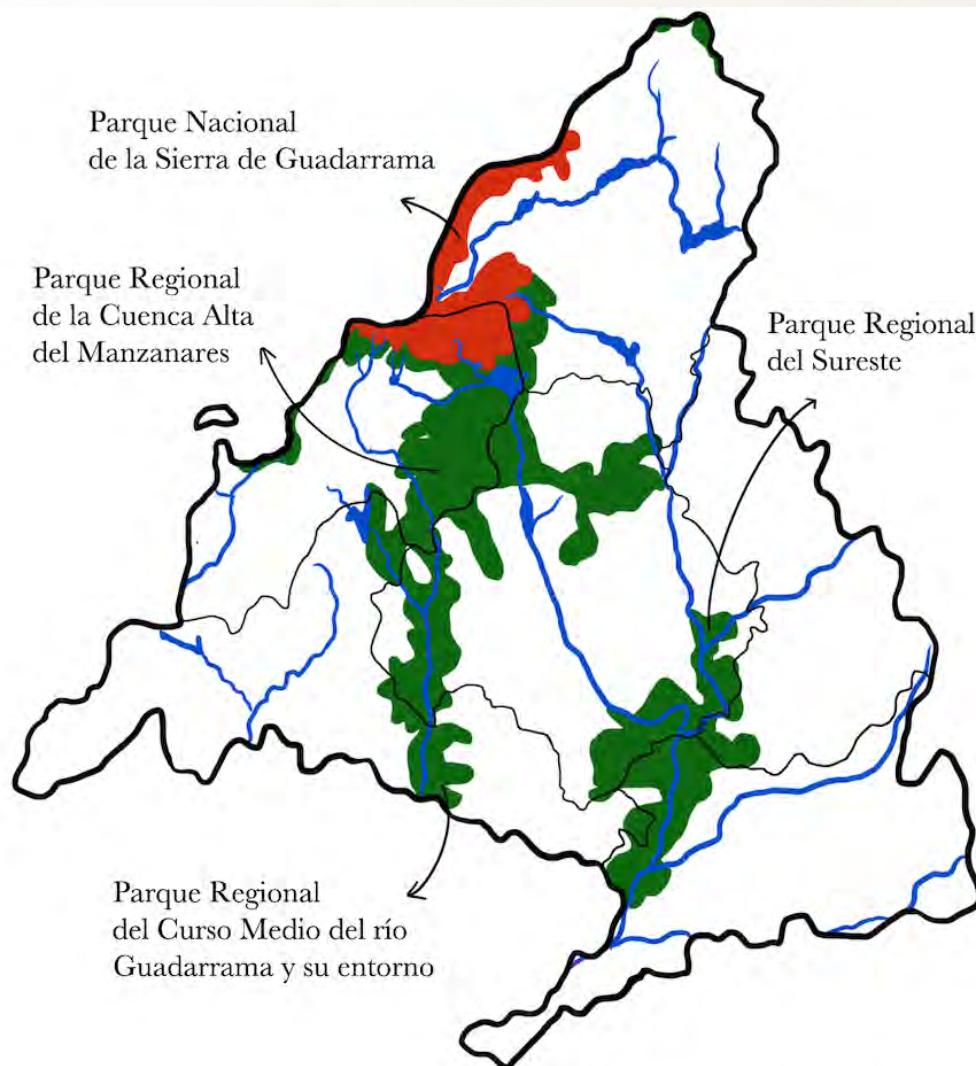 Parque Nacional
de la Sierra de Guadarrama
Parque Regional
de la Cuenca Alta
del Manzanares
Parque Regional
del Sureste
Parque Regional
del Curso Medio del río
Guadarrama y su entorno